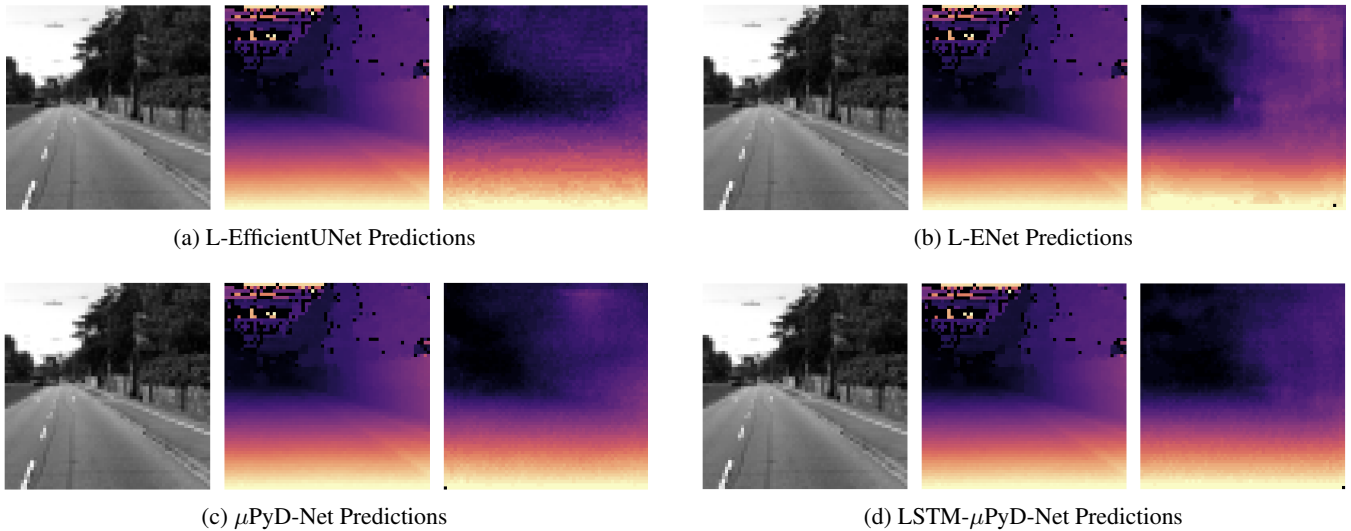 (a) L-EfficientUNet Predictions
(b) L-ENet Predictions
(c) μPyD-Net Predictions
(d) LSTM-μPyD-Net Predictions